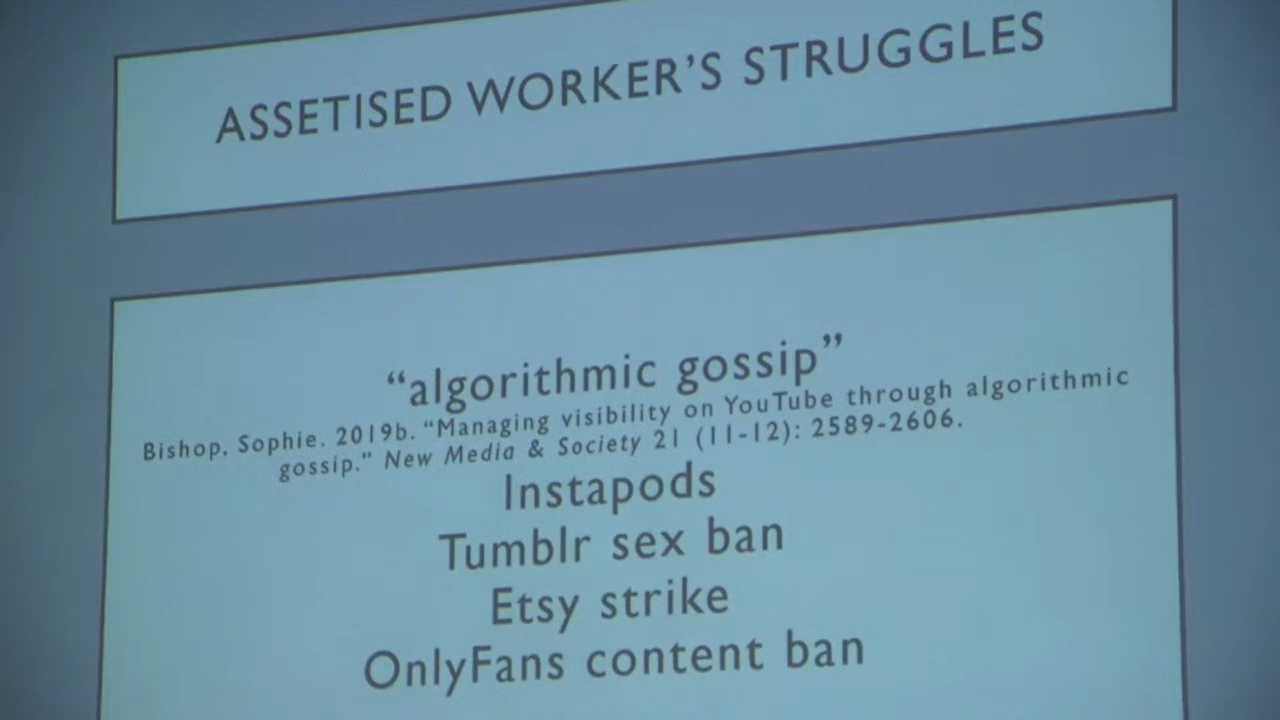 ASSETISED WORKER’S STRUGGLES
“algorithmic gossip”
Bishop, Sophie. 2019b. “Managing visibility on YouTube through algorithmic
gossip.” New Media & Society 21 (11-12): 2589-2606.
Instapods
Tumblr sex ban
Etsy strike
OnlyFans content ban